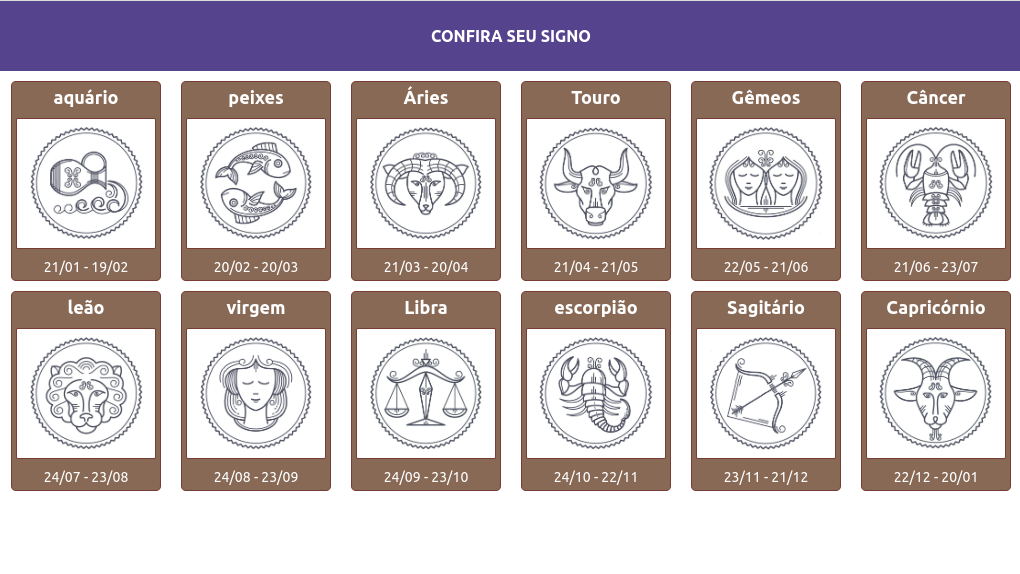 CONFIRA SEU SIGNO
aquário
21/01 - 19/02
peixes
20/02 - 20/03
Áries
21/03 - 20/04
Touro
21/04 - 21/05
Gêmeos
22/05 - 21/06
Câncer
21/06 - 23/07
leão
24/07 - 23/08
virgem
24/08 - 23/09
Libra
24/09 - 23/10
escorpião
24/10 - 22/11
Sagitário
23/11 - 21/12
Capricórnio
22/12 - 20/01